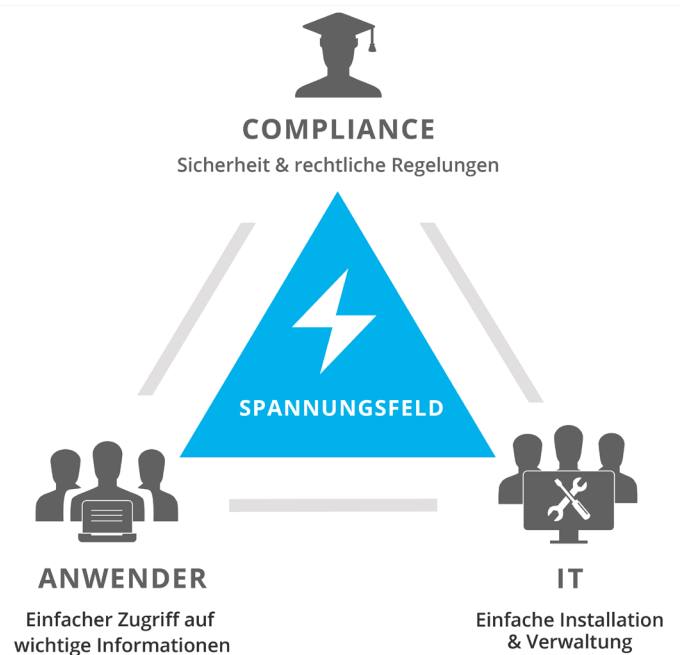 COMPLIANCE
Sicherheit & rechtliche Regelungen
SPANNUNGSFELD
ANWENDER
Einfacher Zugriff auf
wichtige Informationen
IT
Einfache Installation
& Verwaltung